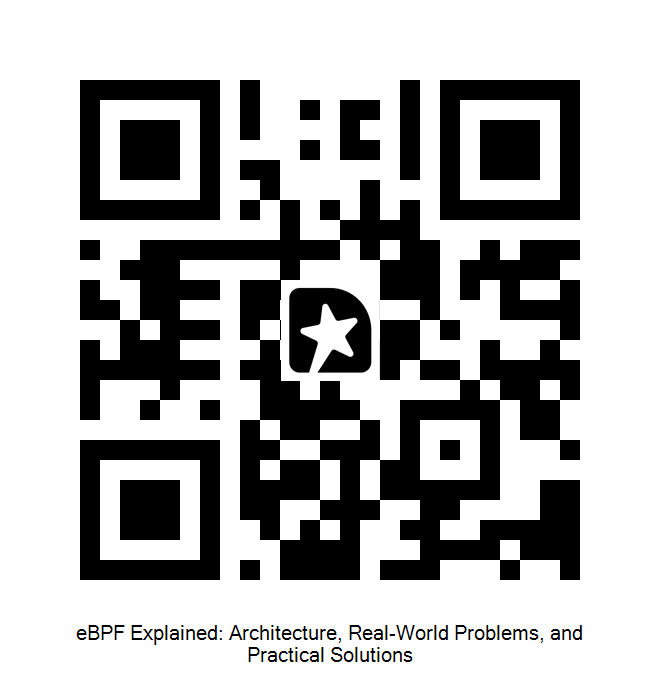 eBPF Explained: Architecture, Real-World Problems, and
Practical Solutions